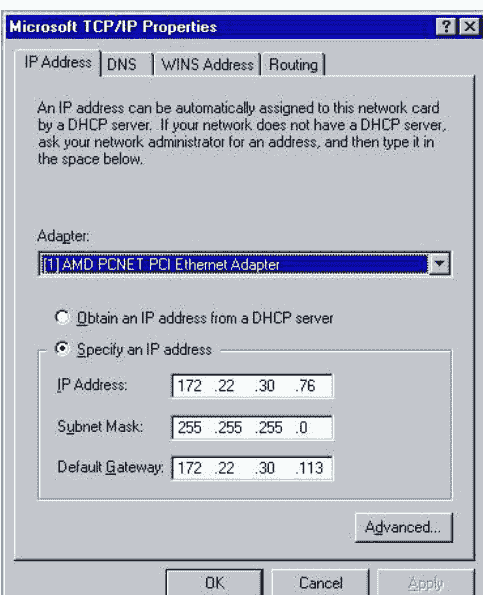 Microsoft TCP/IP Properties
IP Address DNS WINS Address Routing
An IP address can be automatically assigned to this network card
by a DHCP server. If your network does not have a DHCP server,
ask your network administrator for an address, and then type it in
the space below.
Adapter:
[1] AMD PCNET PCI Ethernet Adapter
Obtain an IP address from a DHCP server
Specify an IP address
IP Address: 172 .22 .30 .76
Subnet Mask: 255 .255 .255 .0
Default Gateway: 172 .22 .30 .113
Advanced...
OK Cancel Apply